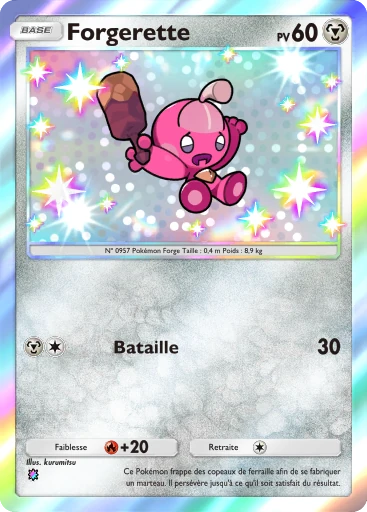 BASE
Forgerette
PV 60
N° 0957 Pokémon Forge Taille : 0,4 m Poids : 8,9 kg
Bataille 30
Faiblesse +20 Retraite
Illus. kurumitsu
Ce Pokémon frappe des copeaux de ferraille afin de se fabriquer
un marteau. Il persévère jusqu'à ce qu'il soit satisfait du résultat.